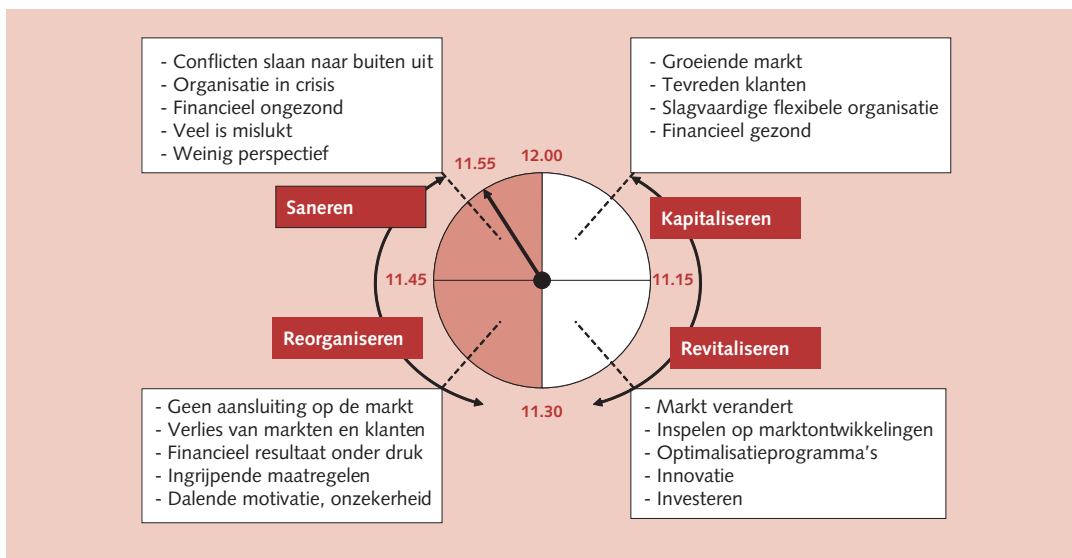 - Conflicten slaan naar buiten uit
- Organisatie in crisis
- Financieel ongezond
- Veel is mislukt
- Weinig perspectief
- Groeiende markt
- Tevreden klanten
- Slagvaardige flexibele organisatie
- Financieel gezond
11.55
12.00
Saneren
Kapitaliseren
11.45
11.15
Reorganiseren
Revitaliseren
11.30
- Geen aansluiting op de markt
- Verlies van markten en klanten
- Financieel resultaat onder druk
- Ingrijpende maatregelen
- Dalende motivatie, onzekerheid
- Markt verandert
- Inspelen op marktontwikkelingen
- Optimalisatieprogramma's
- Innovatie
- Investeren